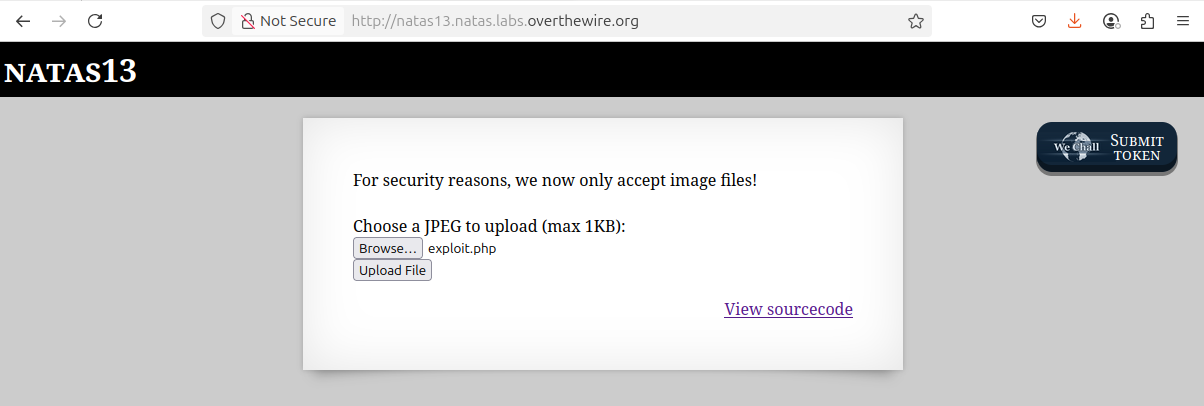 Not Secure http://natas13.natas.labs.overthewire.org
NATAS13
We Chall
SUBMIT
TOKEN
For security reasons, we now only accept image files!
Choose a JPEG to upload (max 1KB):
Browse... exploit.php
Upload File
View sourcecode